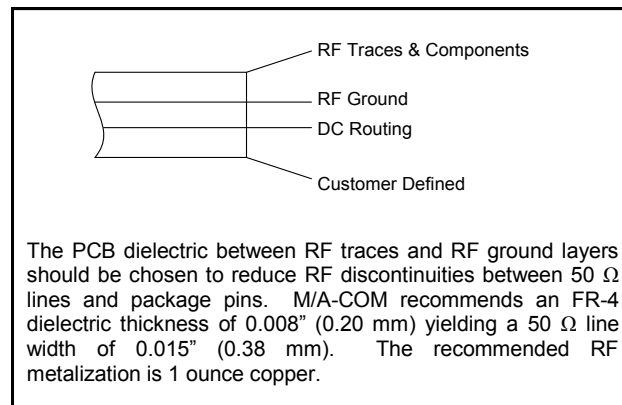 RF Traces & Components
RF Ground
DC Routing
Customer Defined
The PCB dielectric between RF traces and RF ground layers
should be chosen to reduce RF discontinuities between 50 Ω
lines and package pins. M/A-COM recommends an FR-4
dielectric thickness of 0.008” (0.20 mm) yielding a 50 Ω line
width of 0.015” (0.38 mm). The recommended RF
metalization is 1 ounce copper.